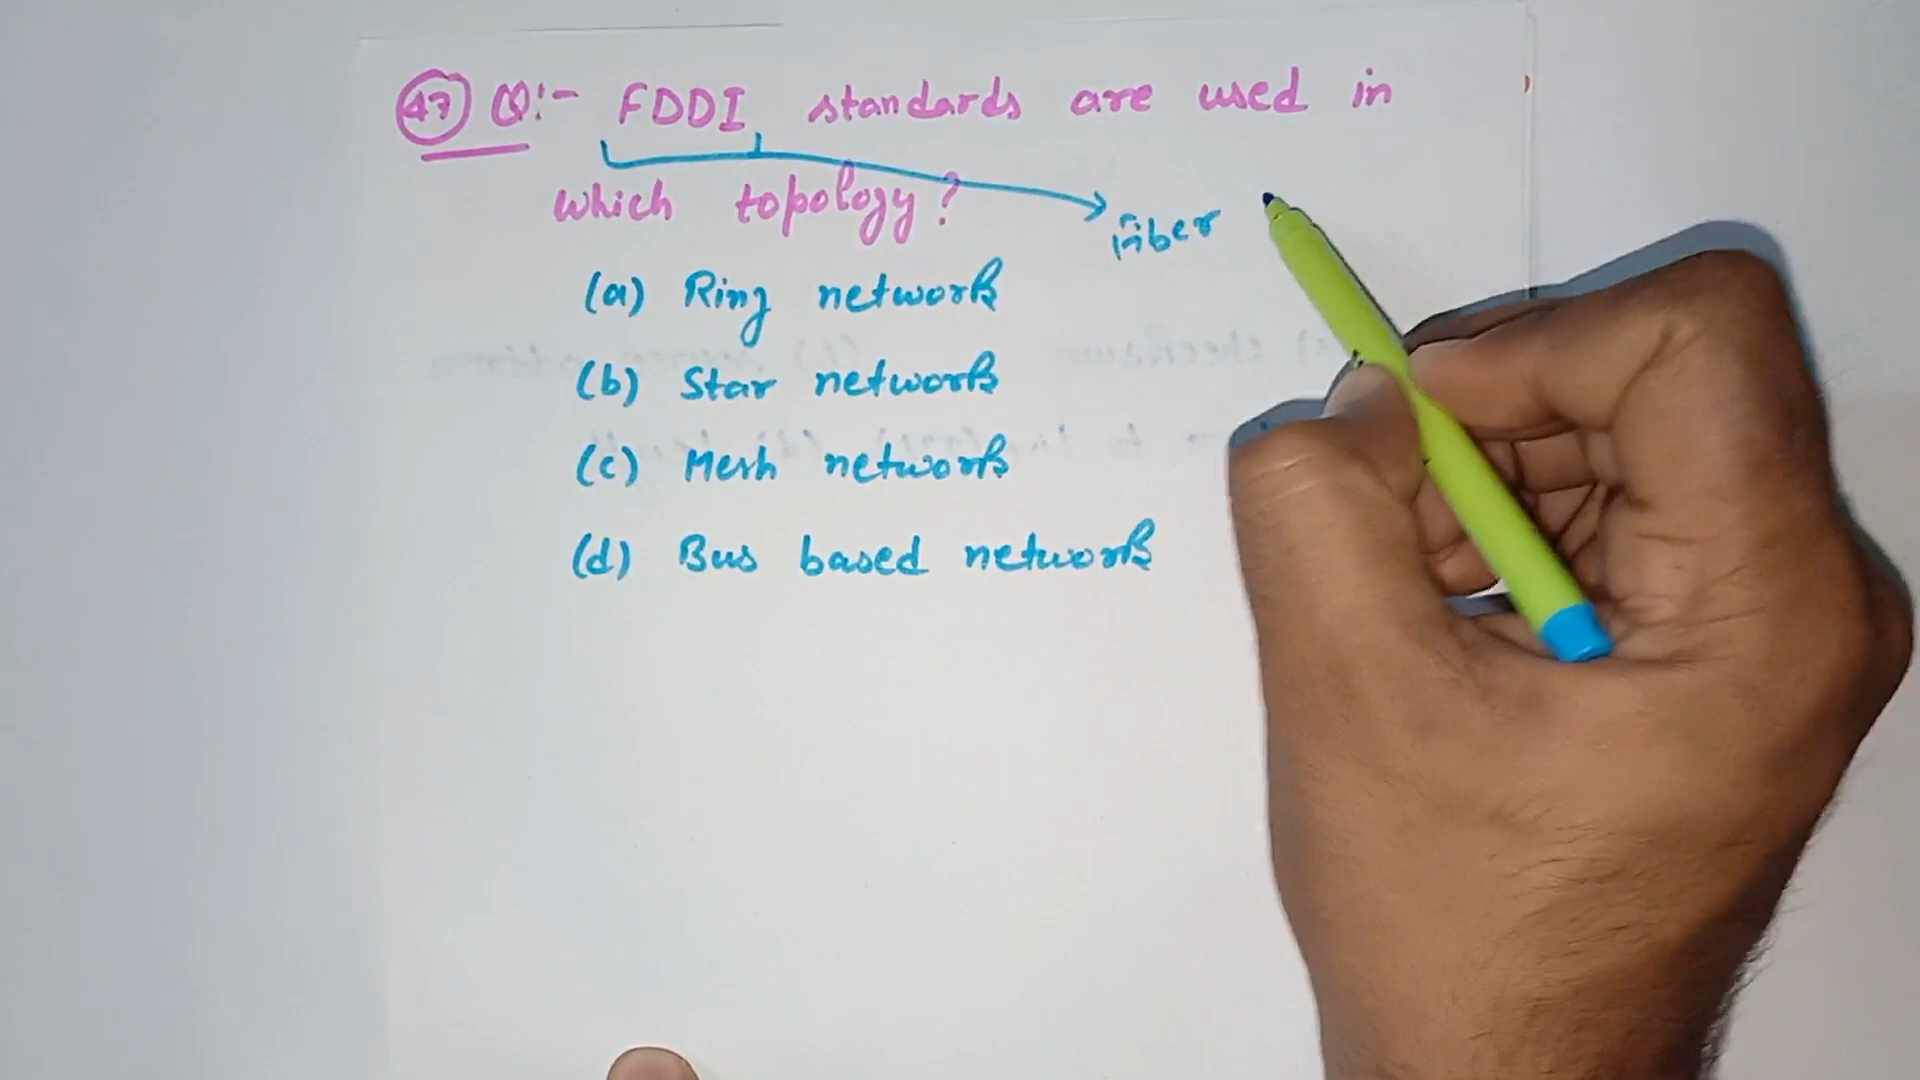 47 Q:- FDDI standards are used in
which topology?
fiber
(a) Ring network
(b) Star network
(c) Mesh network
(d) Bus based network